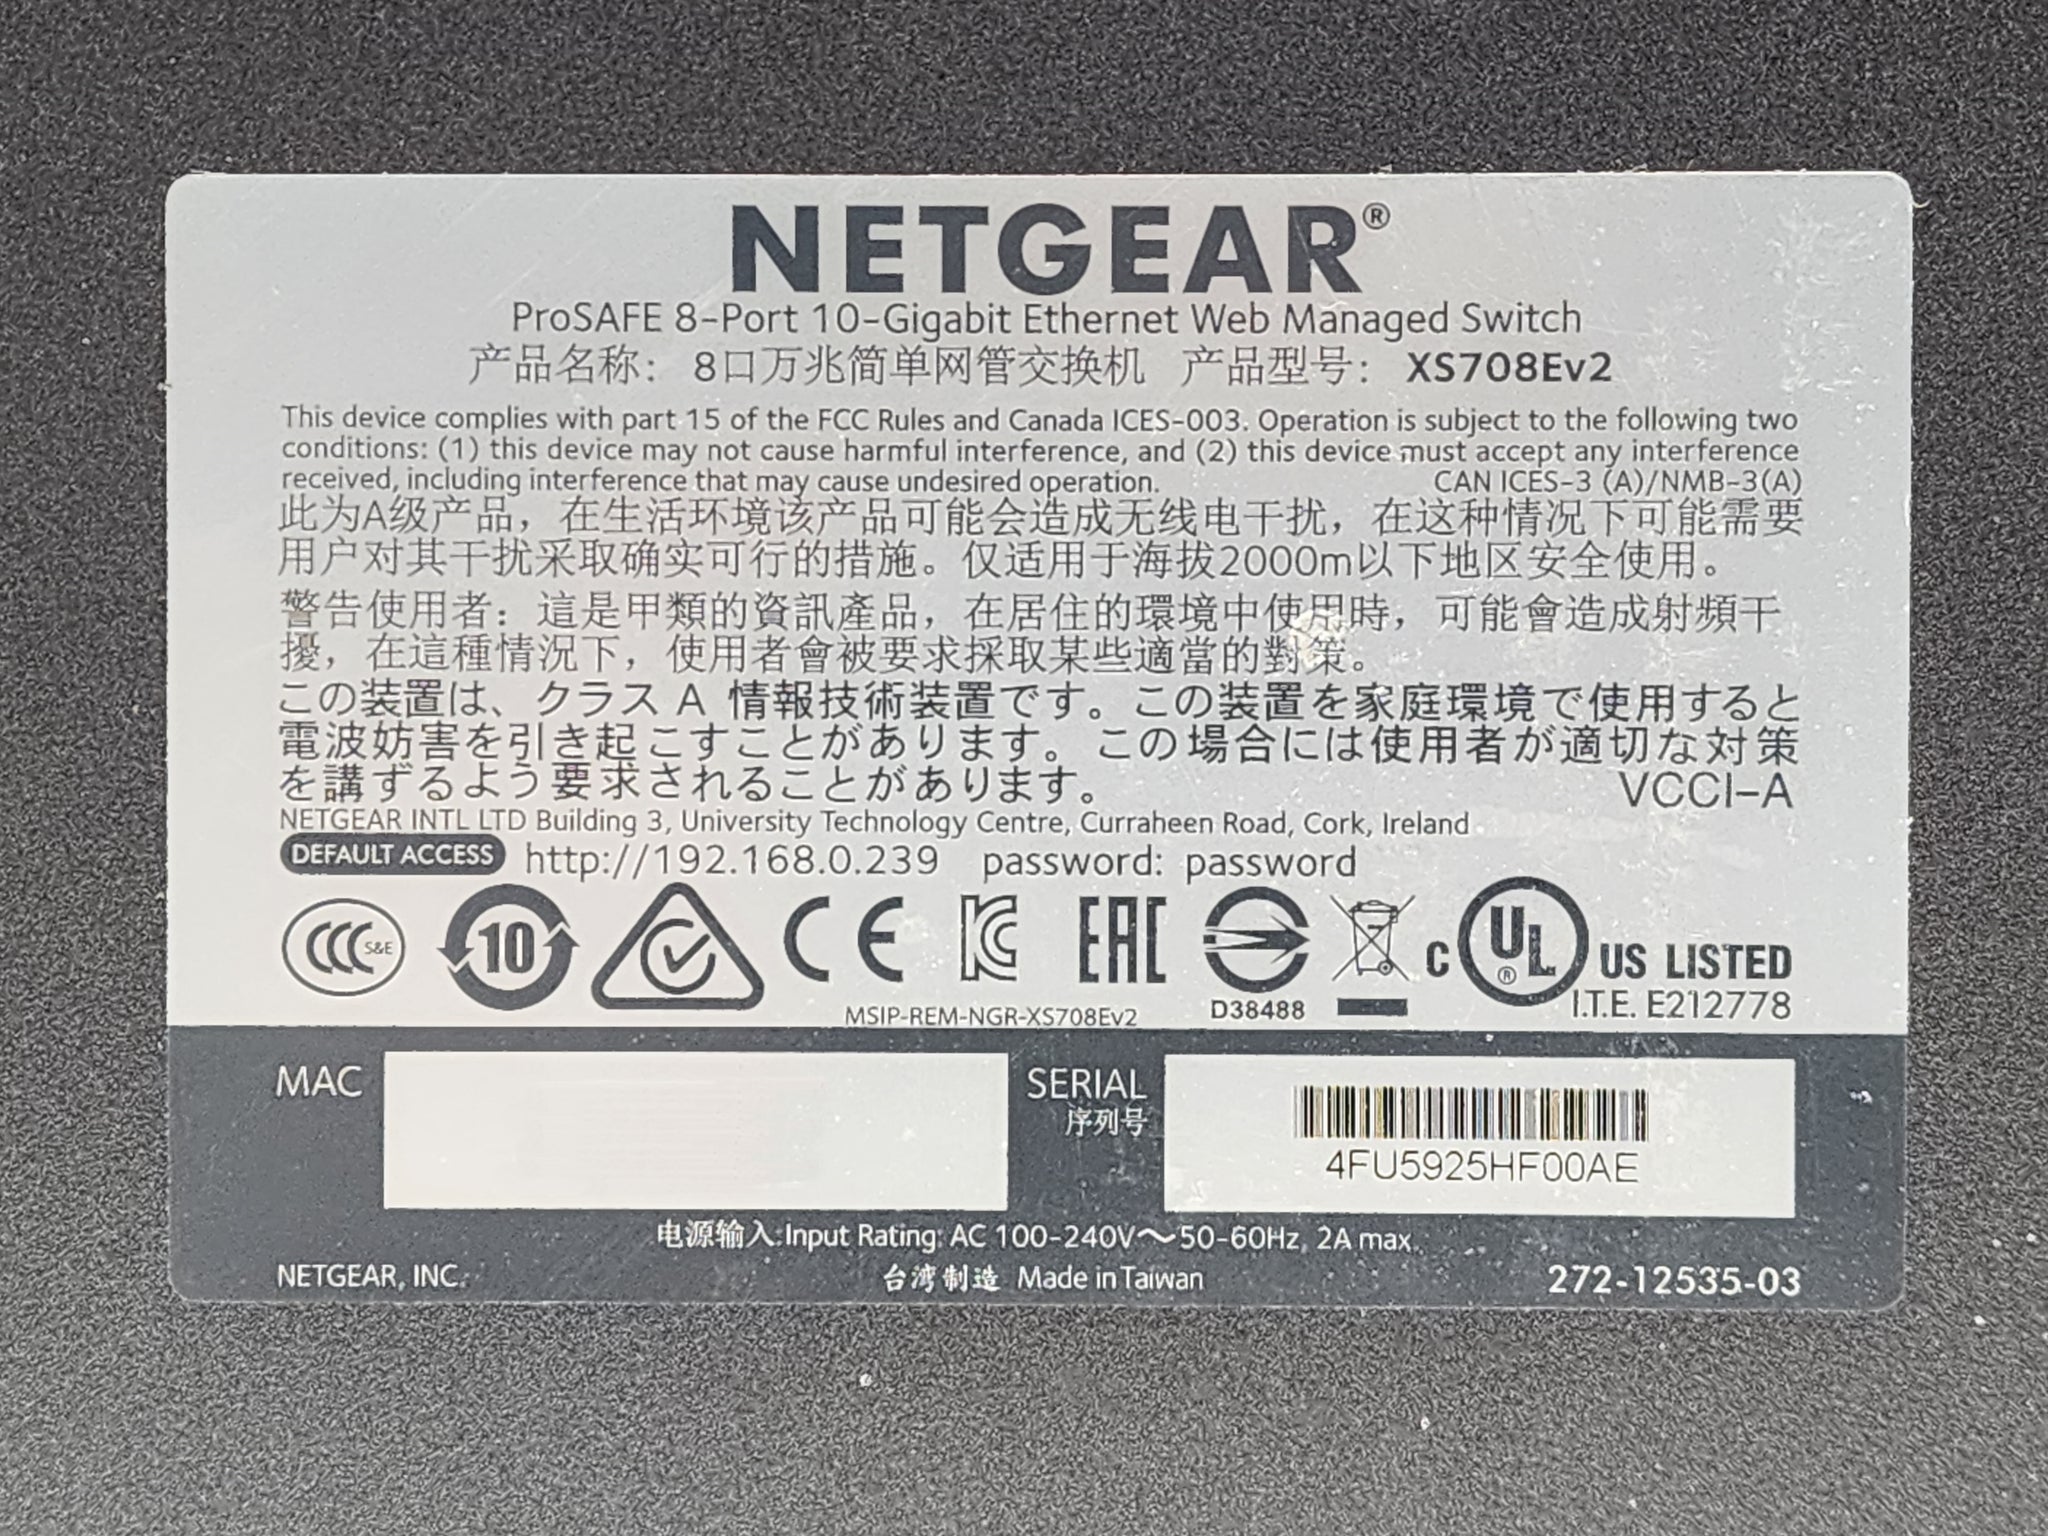 NETGEAR®
ProSAFE 8-Port 10-Gigabit Ethernet Web Managed Switch
产品名称： 8口万兆简单网管交换机 产品型号： XS708Ev2
This device complies with part 15 of the FCC Rules and Canada ICES-003. Operation is subject to the following two
conditions: (1) this device may not cause harmful interference, and (2) this device must accept any interference
received, including interference that may cause undesired operation. CAN ICES-3 (A)/NMB-3(A)
此为A级产品，在生活环境该产品可能会造成无线电干扰，在这种情况下可能需要
用户对其干扰采取确实可行的措施。仅适用于海拔2000m以下地区安全使用。
警告使用者：這是甲類的資訊產品，在居住的環境中使用時，可能會造成射頻干
擾，在這種情況下，使用者會被要求採取某些適當的對策。
この装置は、クラス A 情報技術装置です。この装置を家庭環境で使用すると
電波妨害を引き起こすことがあります。この場合には使用者が適切な対策
を講ずるよう要求されることがあります。 VCCI-A
NETGEAR INTL LTD Building 3, University Technology Centre, Curraheen Road, Cork, Ireland
DEFAULT ACCESS http://192.168.0.239 password: password
CCC S&E 10 CE KC EAC D38488 C UL® US LISTED
MSIP-REM-NGR-XS708Ev2 I.T.E. E212778
MAC SERIAL
序列号
4FU5925HF00AE
电源输入:Input Rating: AC 100-240V～50-60Hz, 2A max.
NETGEAR, INC. 台湾制造 Made in Taiwan 272-12535-03